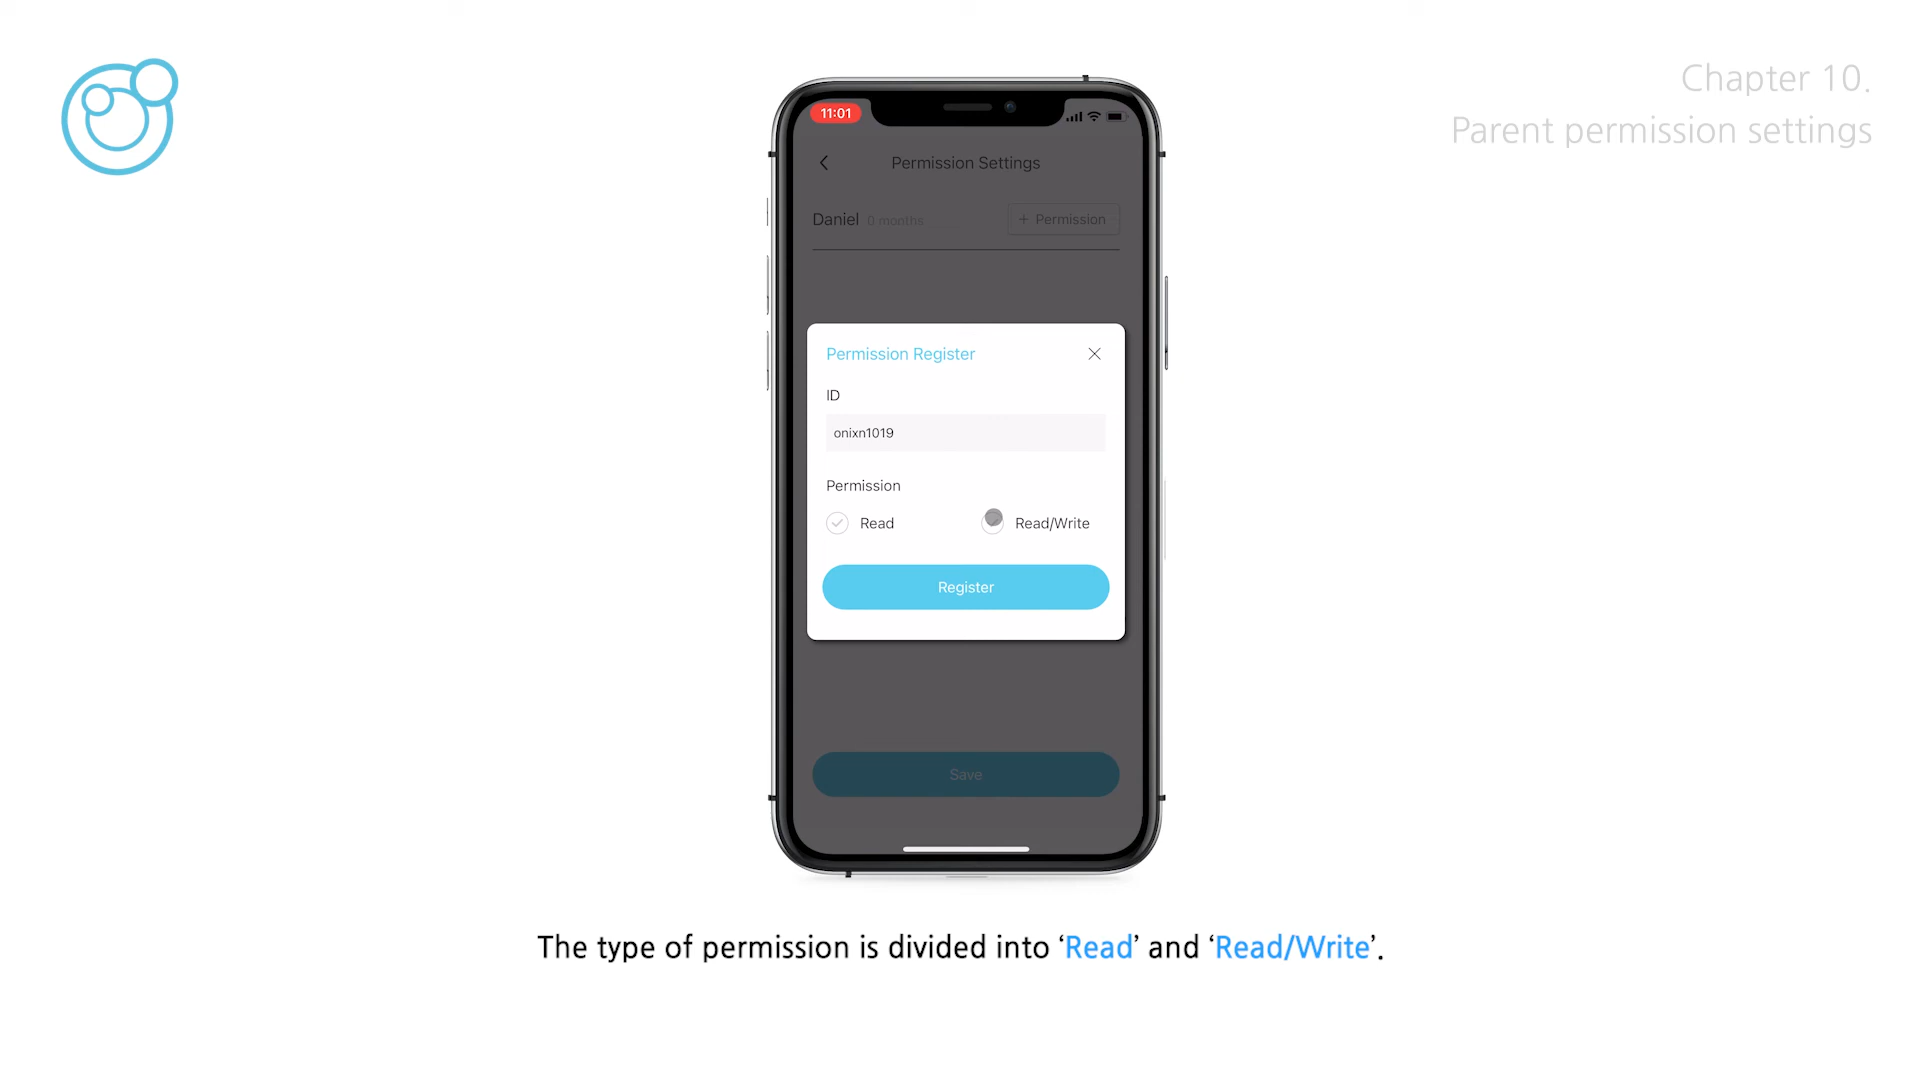 Chapter 10.
Parent permission settings
11:01
Permission Settings
Daniel 0 months + Permission
Permission Register
ID
onixn1019
Permission
Read Read/Write
Register
Save
The type of permission is divided into ‘Read’ and ‘Read/Write’.